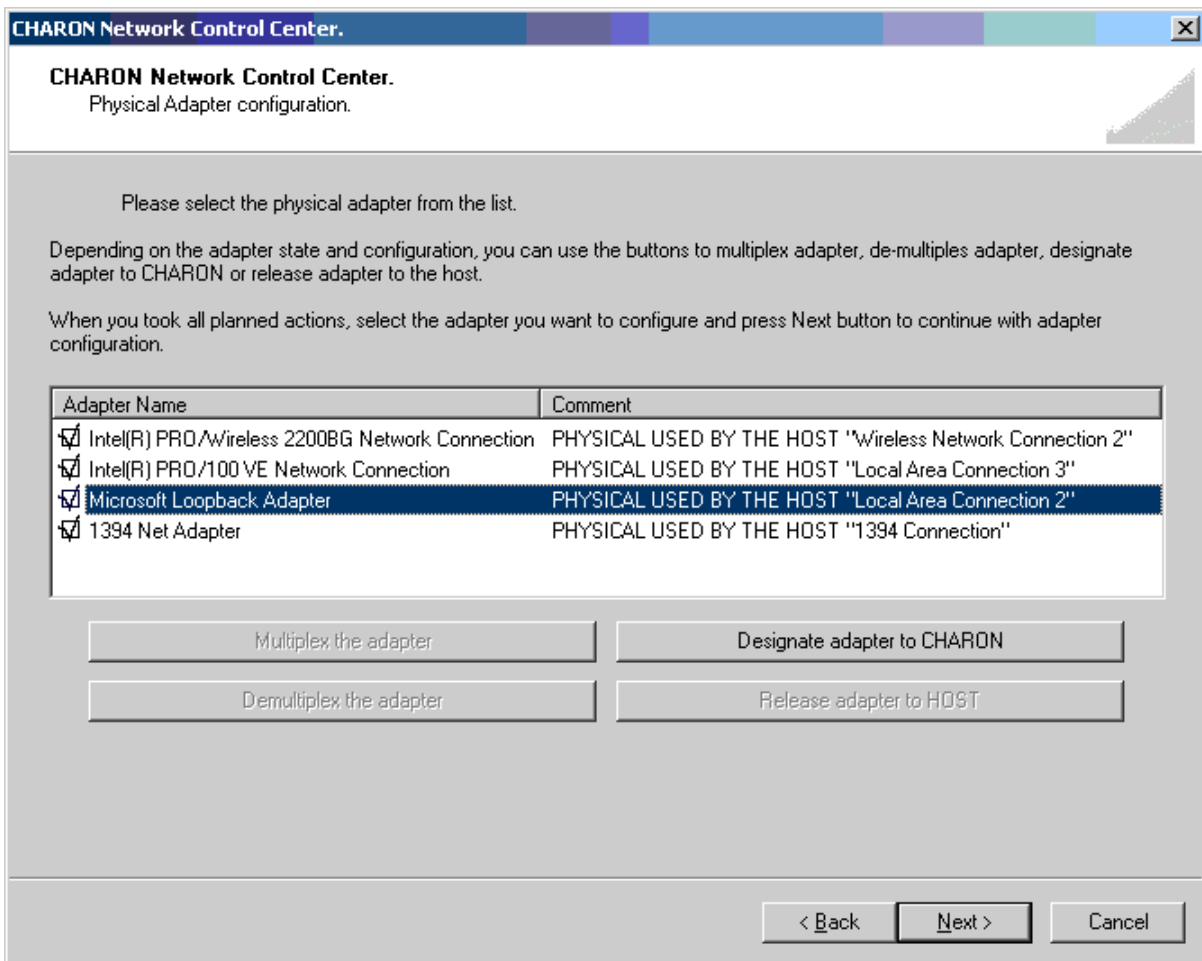 CHARON Network Control Center.
CHARON Network Control Center.
Physical Adapter configuration.
Please select the physical adapter from the list.
Depending on the adapter state and configuration, you can use the buttons to multiplex adapter, de-multiples adapter, designate
adapter to CHARON or release adapter to the host.
When you took all planned actions, select the adapter you want to configure and press Next button to continue with adapter
configuration.
Adapter Name Comment
Intel(R) PRO/Wireless 2200BG Network Connection PHYSICAL USED BY THE HOST "Wireless Network Connection 2"
Intel(R) PRO/100 VE Network Connection PHYSICAL USED BY THE HOST "Local Area Connection 3"
Microsoft Loopback Adapter PHYSICAL USED BY THE HOST "Local Area Connection 2"
1394 Net Adapter PHYSICAL USED BY THE HOST "1394 Connection"
Multiplex the adapter Designate adapter to CHARON
Demultiplex the adapter Release adapter to HOST
< Back Next > Cancel